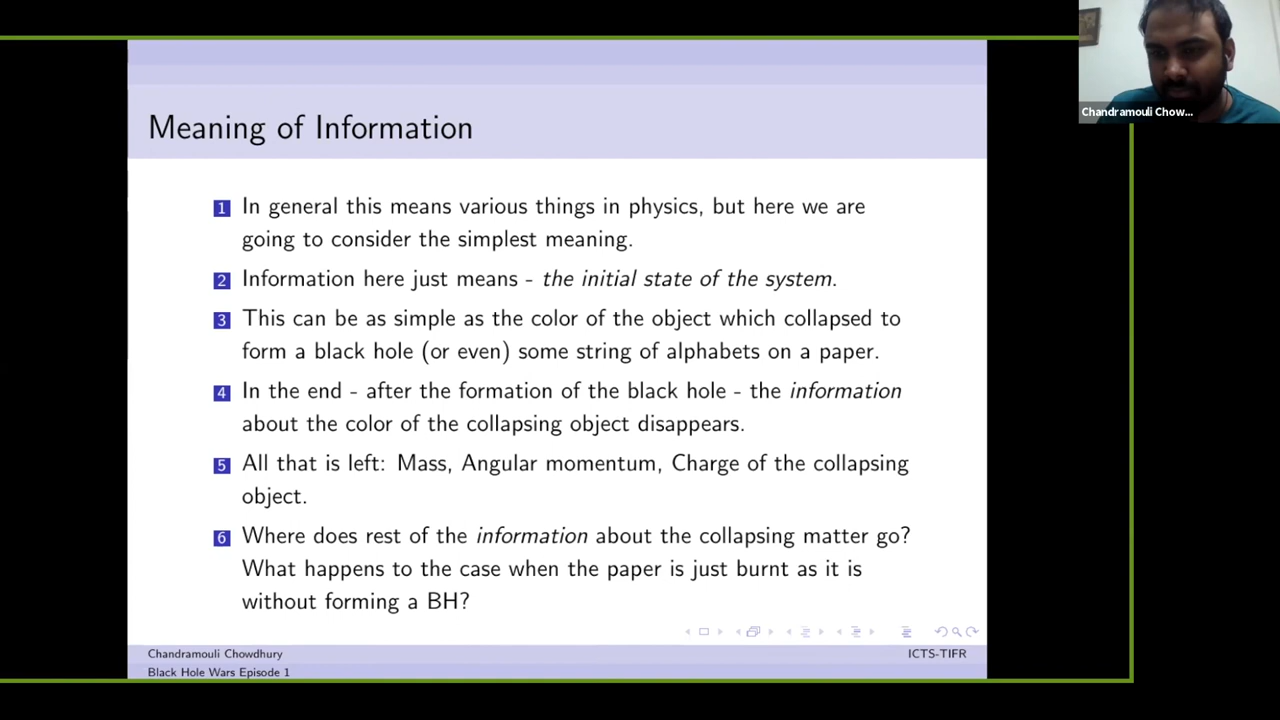 Chandramouli Chow...
Meaning of Information
1 In general this means various things in physics, but here we are
going to consider the simplest meaning.
2 Information here just means - the initial state of the system.
3 This can be as simple as the color of the object which collapsed to
form a black hole (or even) some string of alphabets on a paper.
4 In the end - after the formation of the black hole - the information
about the color of the collapsing object disappears.
5 All that is left: Mass, Angular momentum, Charge of the collapsing
object.
6 Where does rest of the information about the collapsing matter go?
What happens to the case when the paper is just burnt as it is
without forming a BH?
Chandramouli Chowdhury
ICTS-TIFR
Black Hole Wars Episode 1